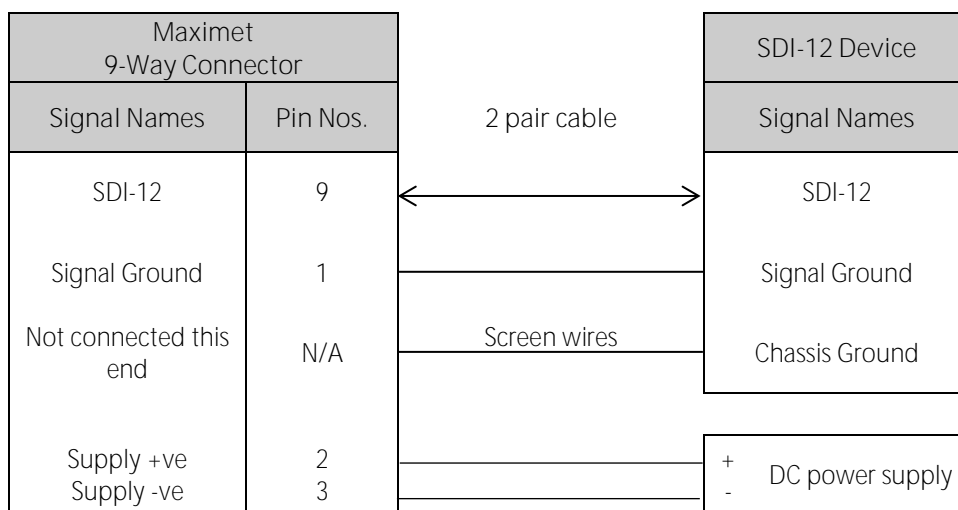 Maximet
9-Way Connector
SDI-12 Device
Signal Names
Pin Nos.
2 pair cable
Signal Names
SDI-12
9
SDI-12
Signal Ground
1
Signal Ground
Not connected this
end
N/A
Screen wires
Chassis Ground
Supply +ve
2
+
DC power supply
Supply -ve
3
-